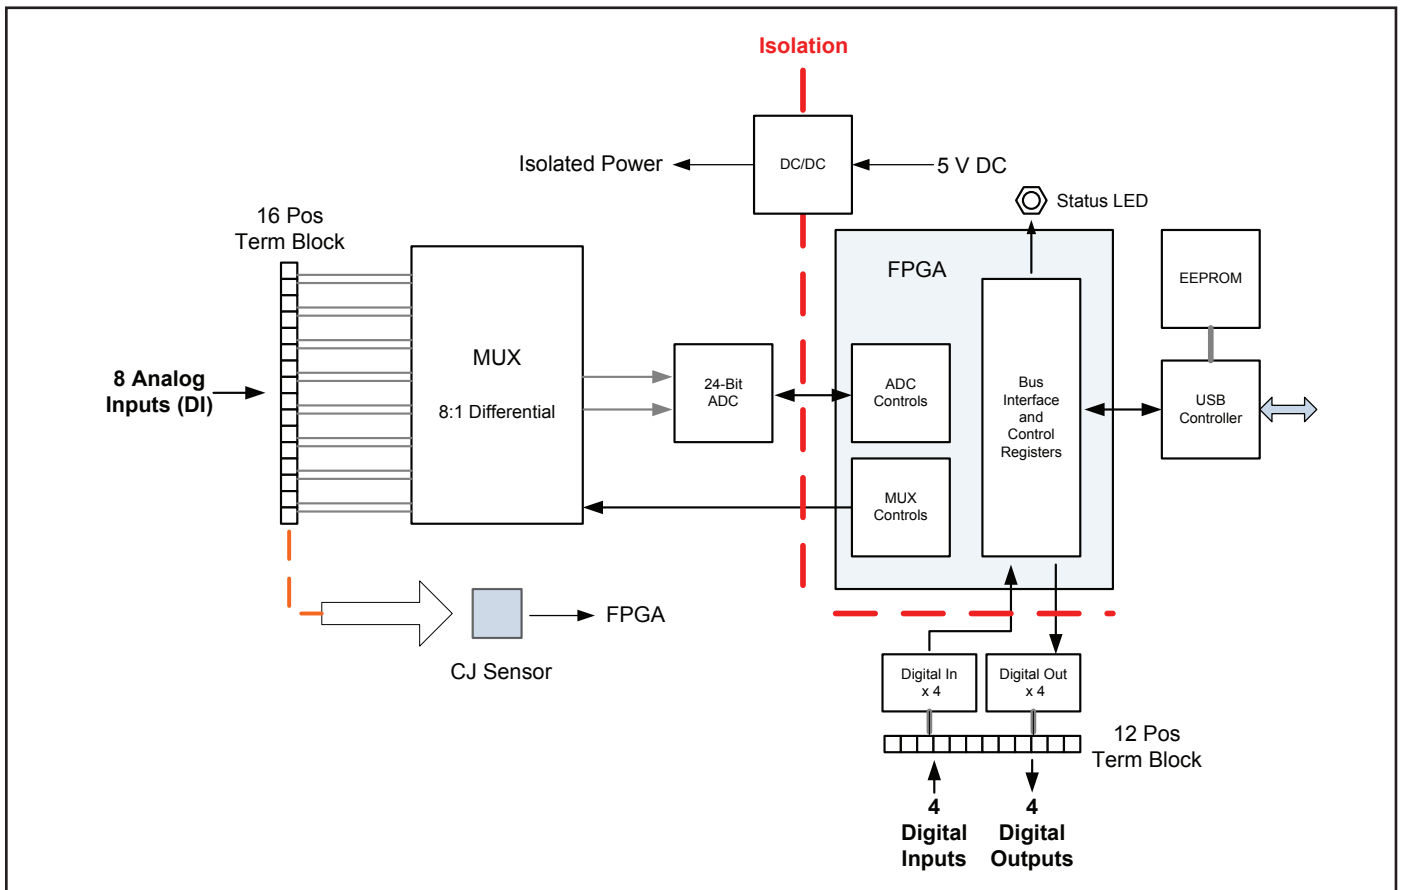 Isolation
Isolated Power
DC/DC
5 V DC
Status LED
16 Pos
Term Block
FPGA
EEPROM
8 Analog
Inputs (DI)
MUX
8:1 Differential
24-Bit
ADC
ADC
Controls
MUX
Controls
Bus
Interface
and
Control
Registers
USB
Controller
CJ Sensor
FPGA
Digital In
x 4
Digital Out
x 4
12 Pos
Term Block
4
Digital
Inputs
4
Digital
Outputs